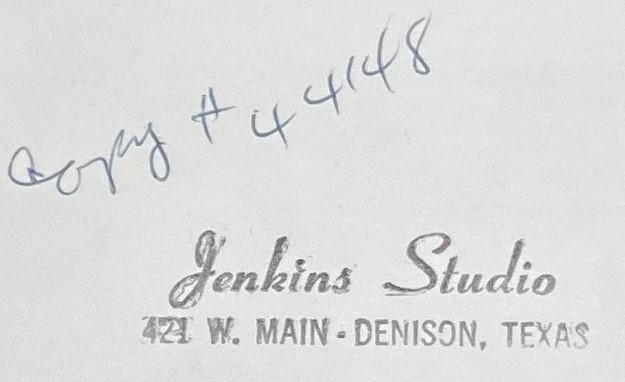 Copy # 44148
Jenkins Studio
421 W. MAIN - DENISON, TEXAS